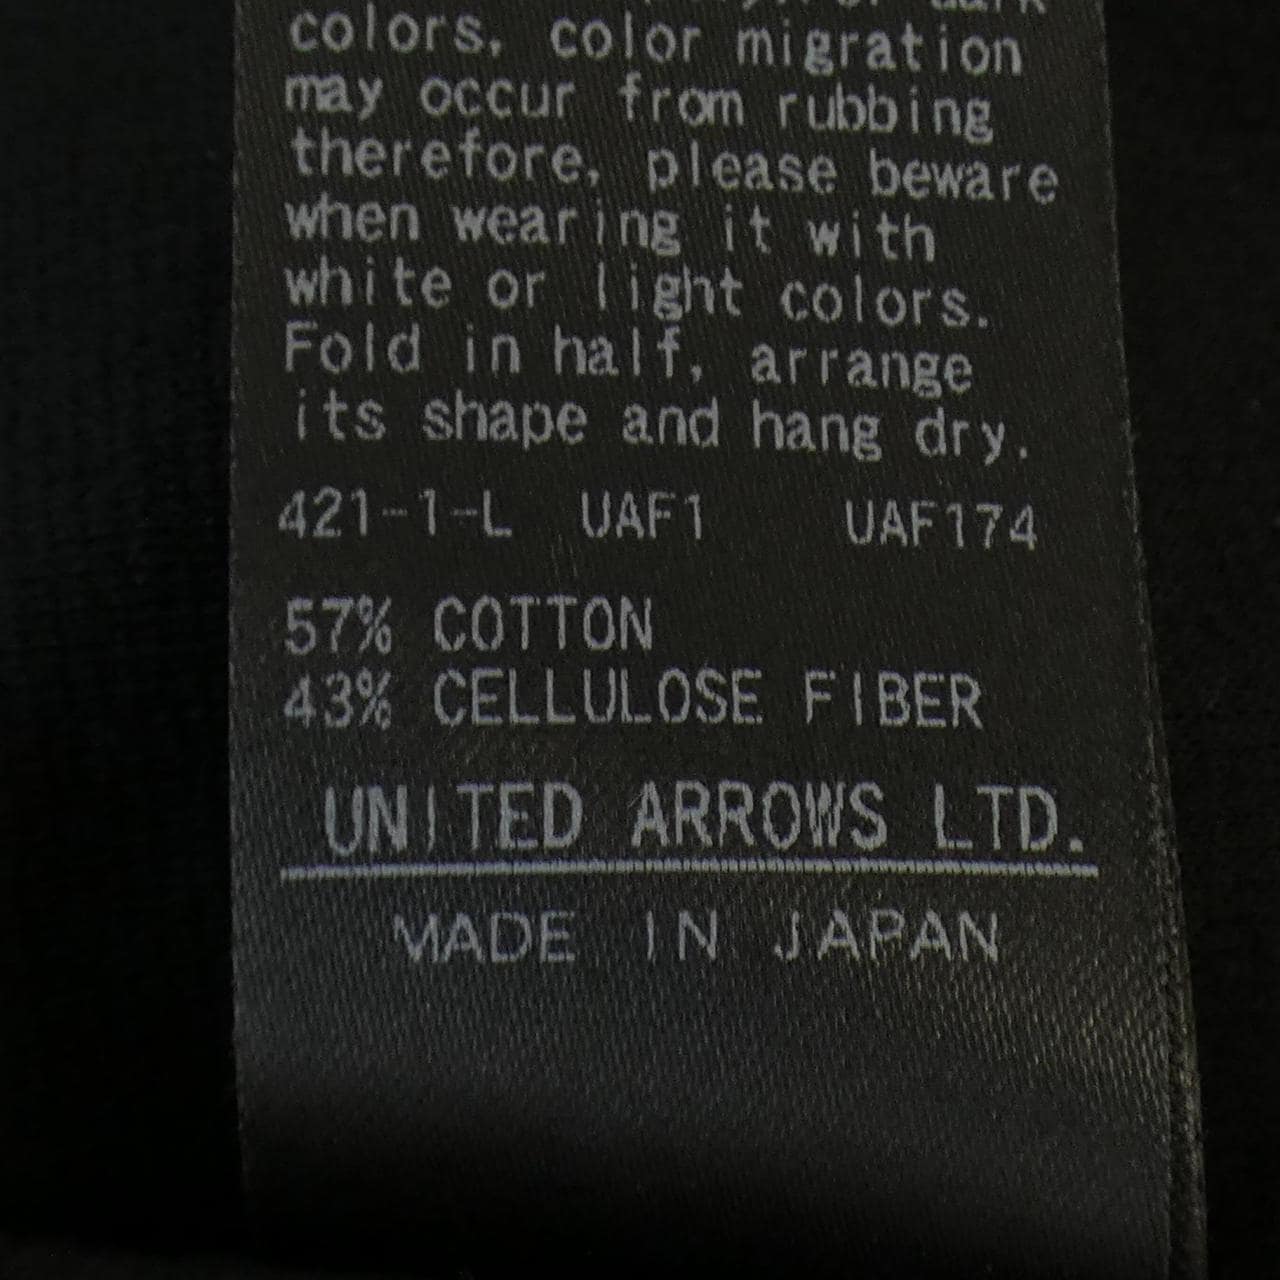 colors, color migration
may occur from rubbing
therefore, please beware
when wearing it with
white or light colors.
Fold in half, arrange
its shape and hang dry.
421-1-L UAF1 UAF174
57% COTTON
43% CELLULOSE FIBER
UNITED ARROWS LTD.
MADE IN JAPAN